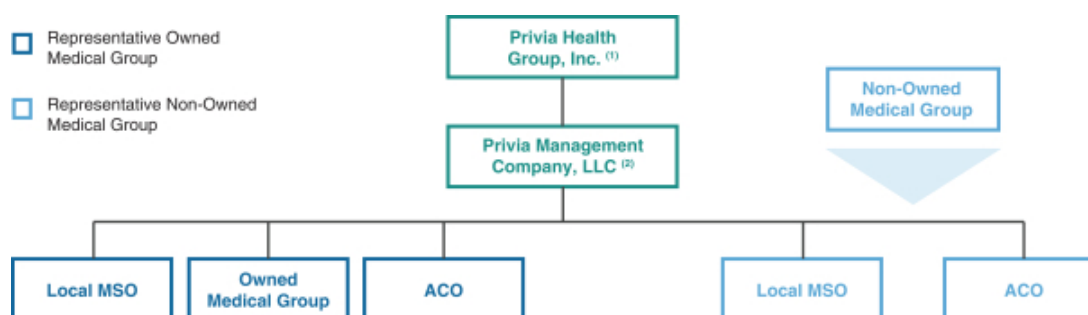 Representative Owned
Medical Group
Representative Non-Owned
Medical Group
Privia Health
Group, Inc. (1)
Non-Owned
Medical Group
Privia Management
Company, LLC (2)
Local MSO
Owned
Medical Group
ACO
Local MSO
ACO